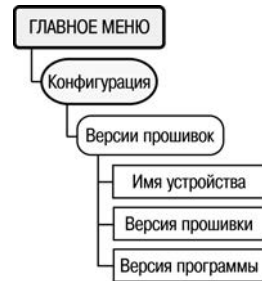 ГЛАВНОЕ МЕНЮ
Конфигурация
Версии прошивок
Имя устройства
Версия прошивки
Версия программы